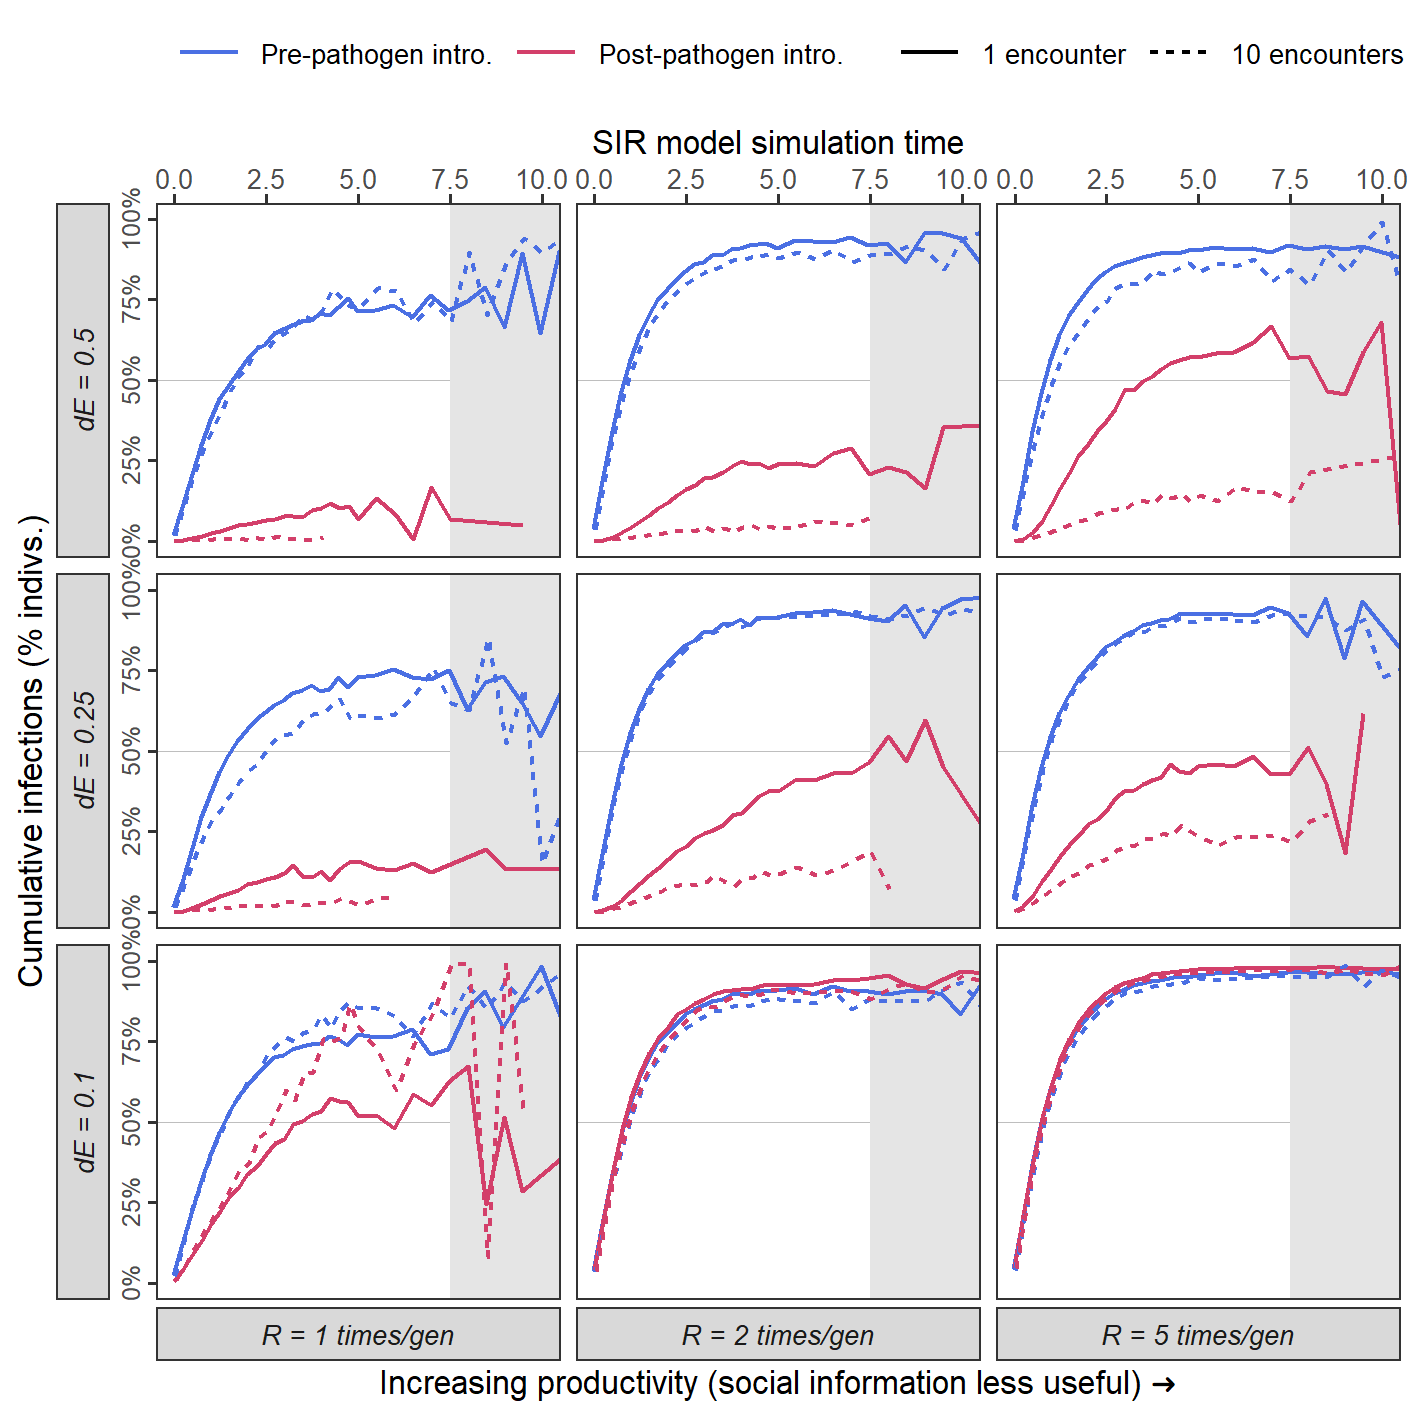 Pre-pathogen intro. Post-pathogen intro. 1 encounter 10 encounters
SIR model simulation time
0.0 2.5 5.0 7.5 10.0 0.0 2.5 5.0 7.5 10.0 0.0 2.5 5.0 7.5 10.0
Cumulative infections (% indivs.)
dE = 0.5
100%
75%
50%
25%
0%
dE = 0.25
100%
75%
50%
25%
0%
dE = 0.1
100%
75%
50%
25%
0%
R = 1 times/gen R = 2 times/gen R = 5 times/gen
Increasing productivity (social information less useful) →